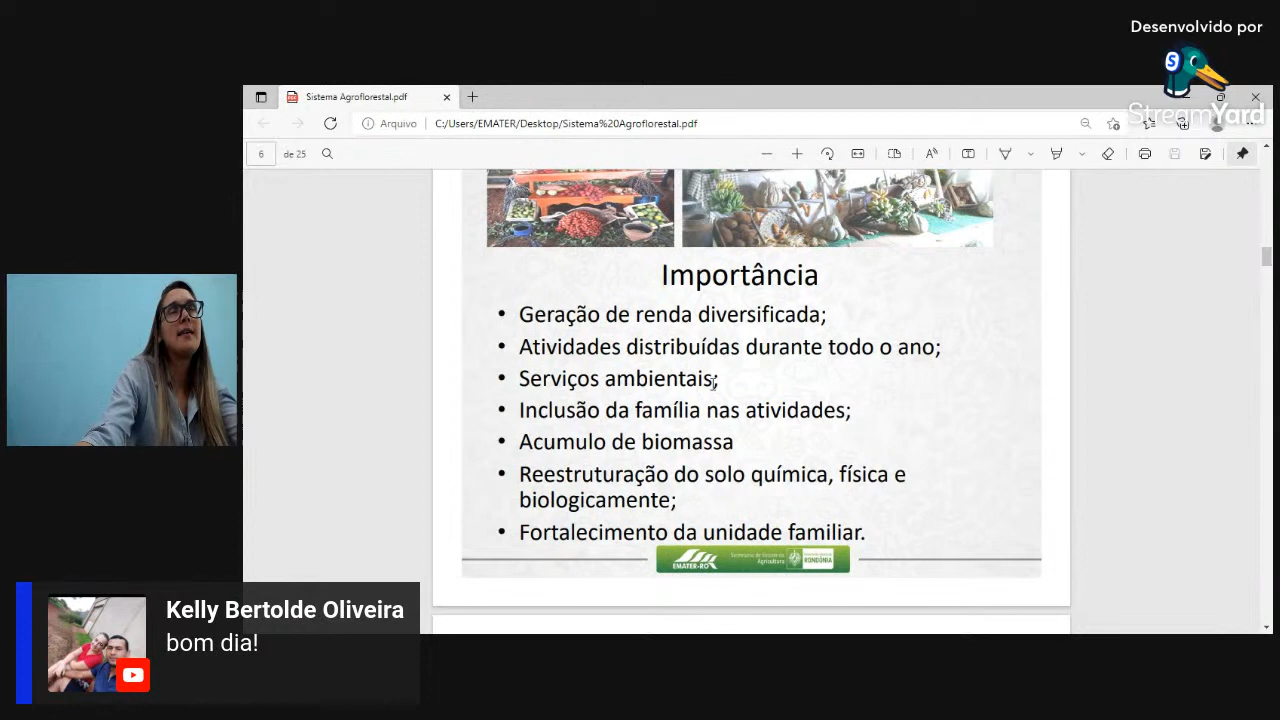 Desenvolvido por
StreamYard
Sistema Agroflorestal.pdf
Arquivo
C:/Users/EMATER/Desktop/Sistema%20Agroflorestal.pdf
6
de 25
Importância
• Geração de renda diversificada;
• Atividades distribuídas durante todo o ano;
• Serviços ambientais;
• Inclusão da família nas atividades;
• Acumulo de biomassa
• Reestruturação do solo química, física e
biologicamente;
• Fortalecimento da unidade familiar.
EMATER-RO
Agricultura
RONDÔNIA
Kelly Bertolde Oliveira
bom dia!